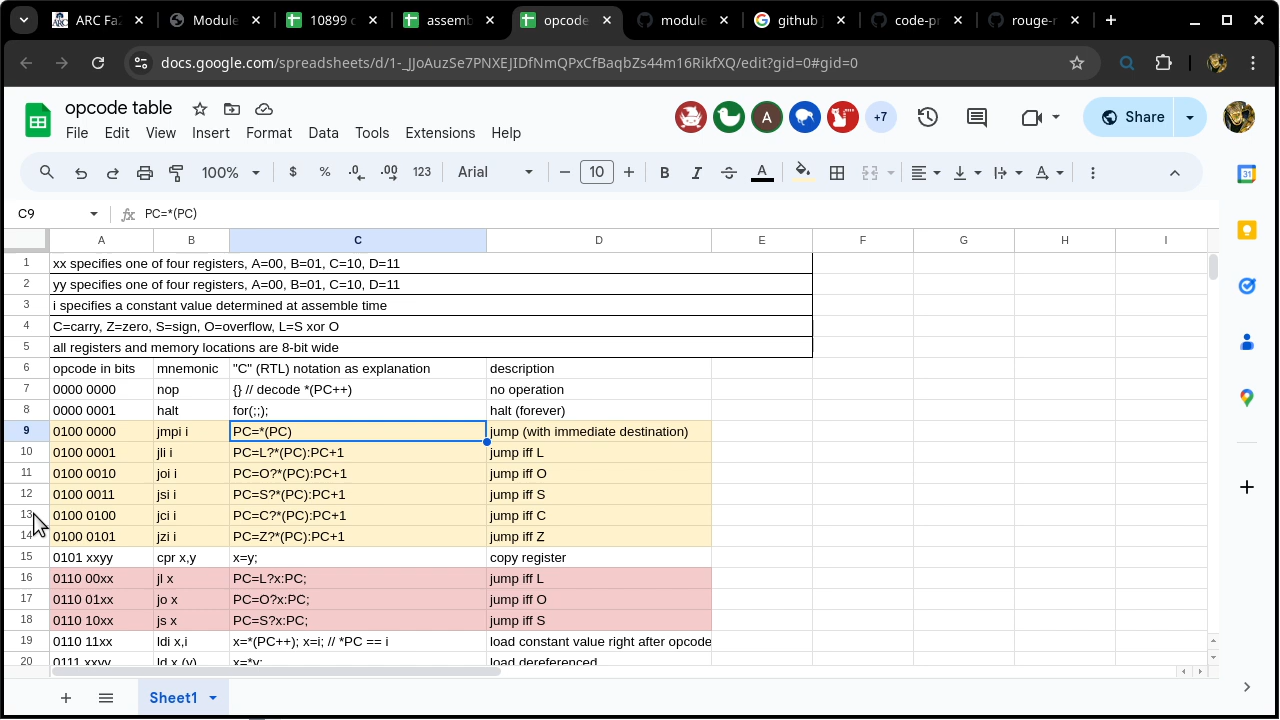 ARC Fa
Module
10899 c
assemb
opcode
module
github j
code-p
rouge-r
docs.google.com/spreadsheets/d/1-_JJoAuzSe7PNXEJIDfNmQPxCfBaqbZs44m16RikfXQ/edit?gid=0#gid=0
opcode table
File Edit View Insert Format Data Tools Extensions Help
A
+7
Share
100% $ % .0 .00 123 Arial 10 B I A
C9 PC=*(PC)
A B C D E F G H I
1 xx specifies one of four registers, A=00, B=01, C=10, D=11
2 yy specifies one of four registers, A=00, B=01, C=10, D=11
3 i specifies a constant value determined at assemble time
4 C=carry, Z=zero, S=sign, O=overflow, L=S xor O
5 all registers and memory locations are 8-bit wide
6 opcode in bits mnemonic "C" (RTL) notation as explanation description
7 0000 0000 nop {} // decode *(PC++) no operation
8 0000 0001 halt for(;;); halt (forever)
9 0100 0000 jmpi i PC=*(PC) jump (with immediate destination)
10 0100 0001 jli i PC=L?*(PC):PC+1 jump iff L
11 0100 0010 joi i PC=O?*(PC):PC+1 jump iff O
12 0100 0011 jsi i PC=S?*(PC):PC+1 jump iff S
13 0100 0100 jci i PC=C?*(PC):PC+1 jump iff C
14 0100 0101 jzi i PC=Z?*(PC):PC+1 jump iff Z
15 0101 xxyy cpr x,y x=y; copy register
16 0110 00xx jl x PC=L?x:PC; jump iff L
17 0110 01xx jo x PC=O?x:PC; jump iff O
18 0110 10xx js x PC=S?x:PC; jump iff S
19 0110 11xx ldi x,i x=*(PC++); x=i; // *PC == i load constant value right after opcode
20 0111 xxyy ld x,(y) x=*y; load dereferenced
Sheet1